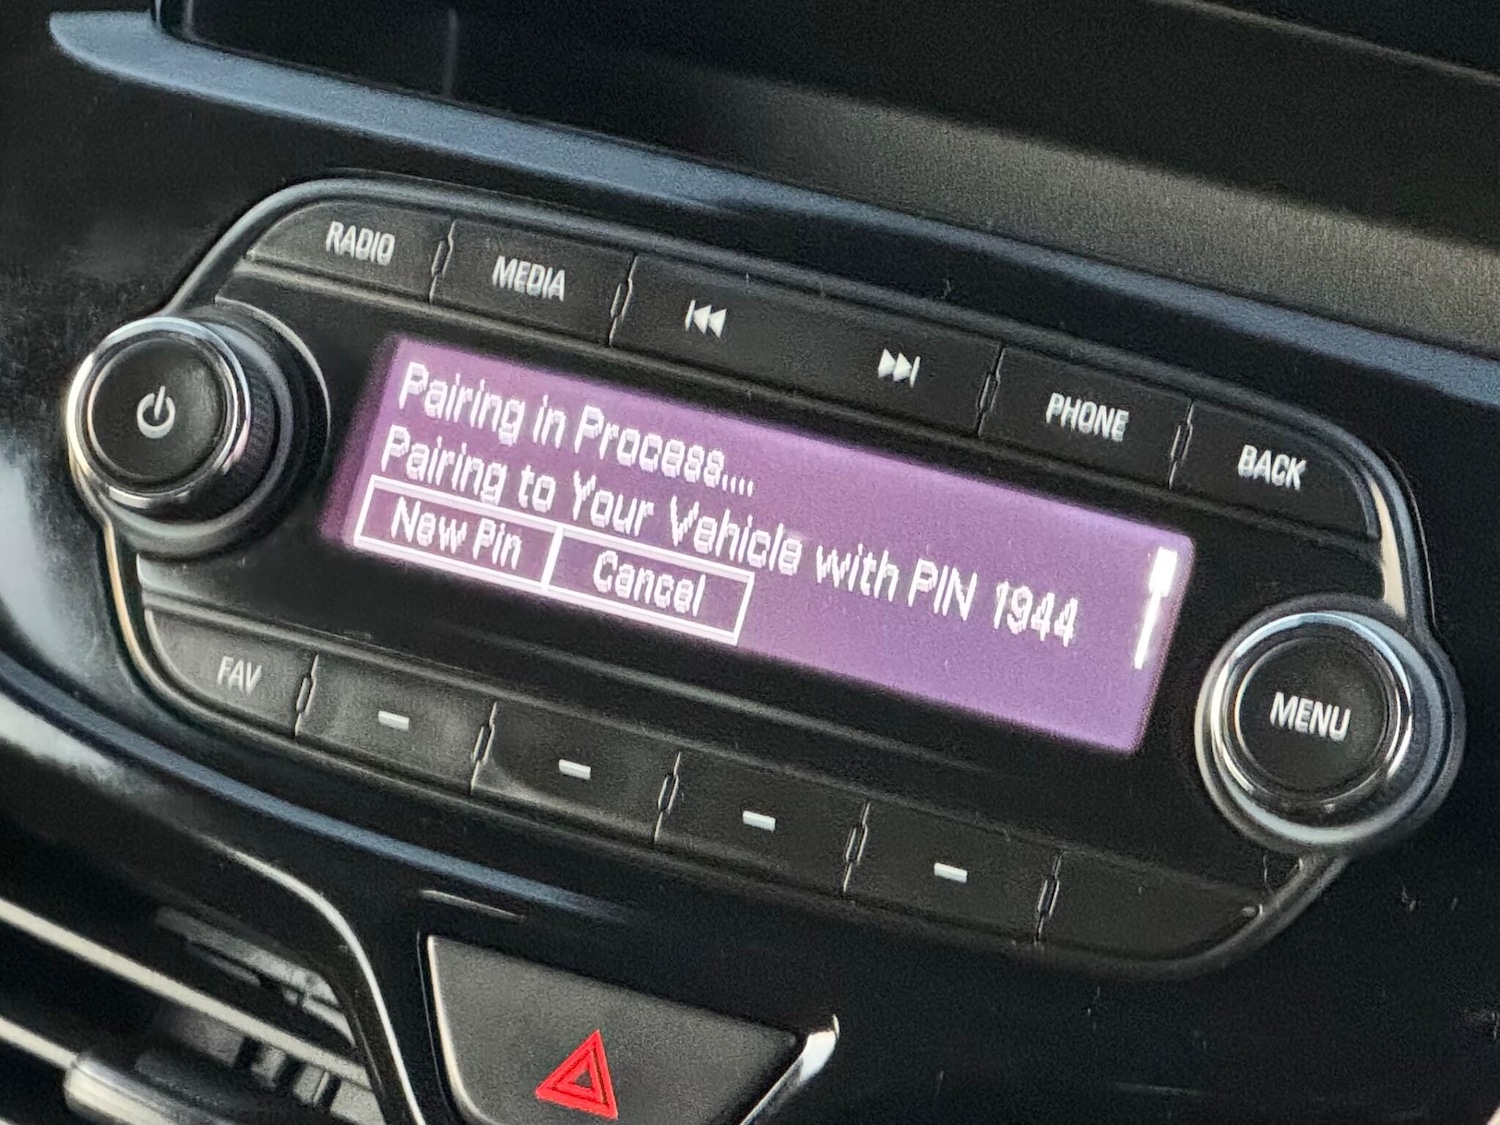 RADIO
MEDIA
PHONE
BACK
Pairing in Process....
Pairing to Your Vehicle with PIN 1944
New Pin
Cancel
MENU
FAV